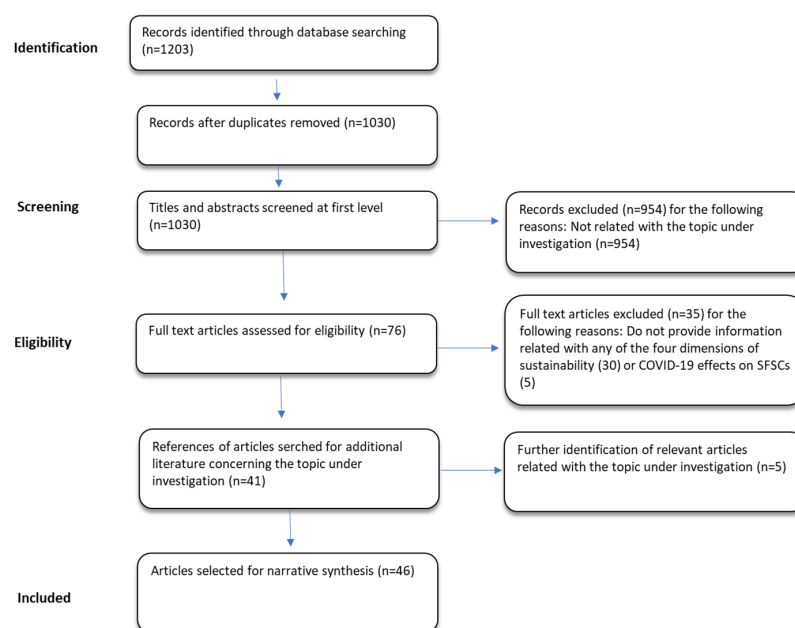 Identification
Records identified through database searching
(n=1203)
Records after duplicates removed (n=1030)
Screening
Titles and abstracts screened at first level
(n=1030)
Records excluded (n=954) for the following
reasons: Not related with the topic under
investigation (n=954)
Eligibility
Full text articles assessed for eligibility (n=76)
Full text articles excluded (n=35) for the
following reasons: Do not provide information
related with any of the four dimensions of
sustainability (30) or COVID-19 effects on SFSCs
(5)
References of articles serched for additional
literature concerning the topic under
investigation (n=41)
Further identification of relevant articles
related with the topic under investigation (n=5)
Included
Articles selected for narrative synthesis (n=46)